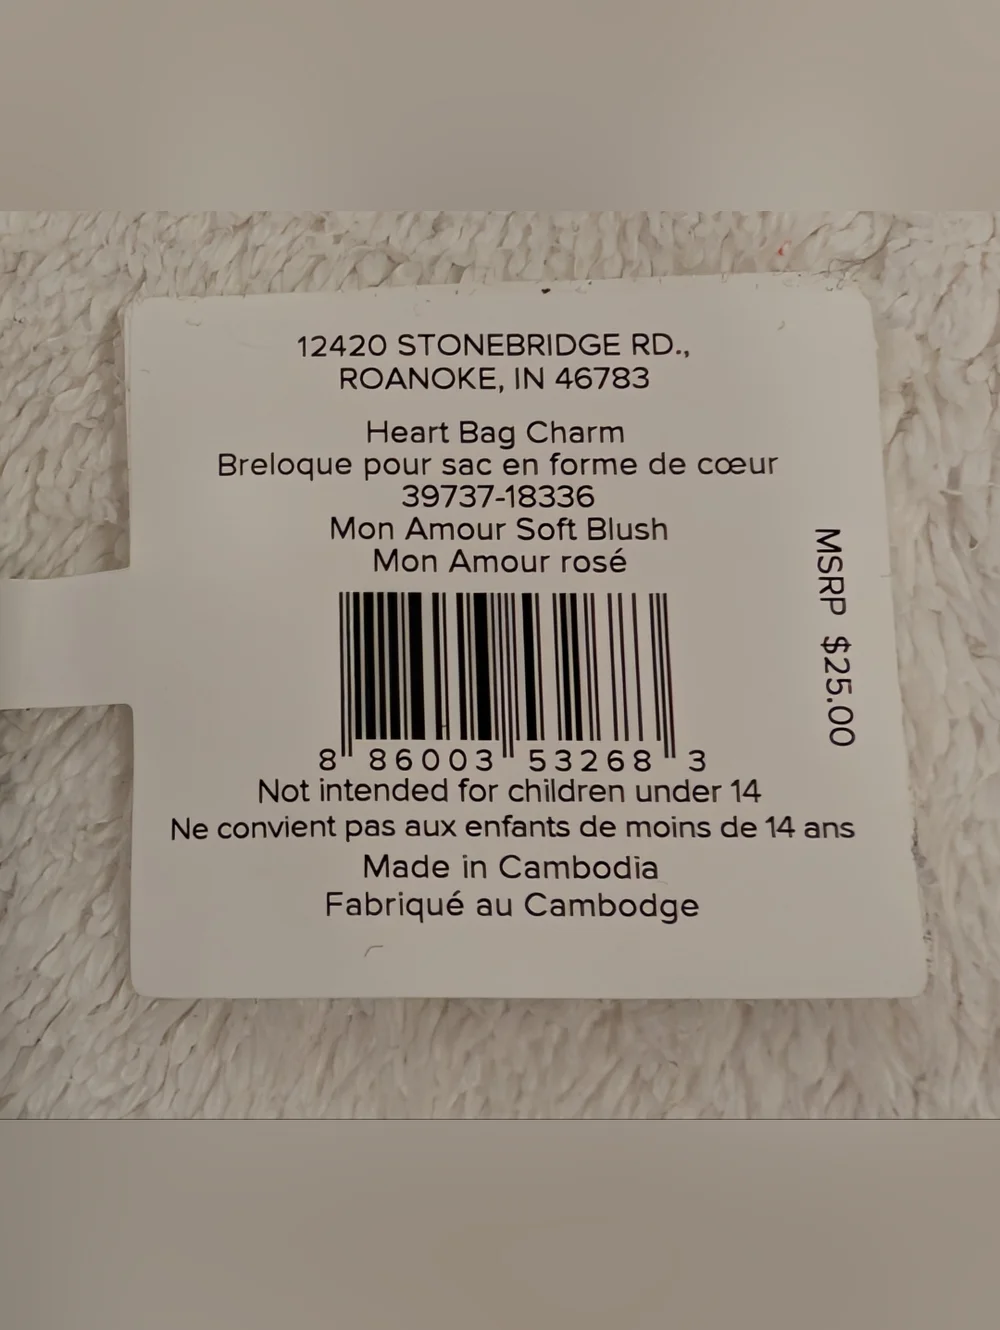 12420 STONEBRIDGE RD.,
ROANOKE, IN 46783
Heart Bag Charm
Breloque pour sac en forme de cœur
39737-18336
Mon Amour Soft Blush
Mon Amour rosé
8 86003 53268 3
Not intended for children under 14
Ne convient pas aux enfants de moins de 14 ans
Made in Cambodia
Fabriqué au Cambodge
MSRP $25.00